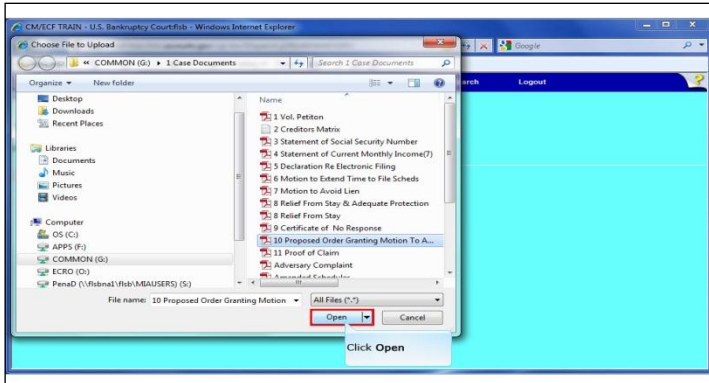 CM/ECF TRAIN - U.S. Bankruptcy Court:flsb - Windows Internet Explorer
Choose File to Upload
« COMMON (G:) ▸ 1 Case Documents
Search 1 Case Documents
Google
Organize
New folder
Logout
Desktop
Downloads
Recent Places
Libraries
Documents
Music
Pictures
Videos
Computer
OS (C:)
APPS (F:)
COMMON (G:)
ECRO (O:)
PenaD (\\flsbna1\flsb\MIAUSERS) (S:)
Name
1 Vol. Petiton
2 Creditors Matrix
3 Statement of Social Security Number
4 Statement of Current Monthly Income(7)
5 Declaration Re Electronic Filing
6 Motion to Extend Time to File Scheds
7 Motion to Avoid Lien
8 Relief From Stay & Adequate Protection
8 Relief From Stay
9 Certificate of No Response
10 Proposed Order Granting Motion To A...
11 Proof of Claim
Adversary Complaint
Amended Schedules
File name: 10 Proposed Order Granting Motion
All Files (*.*)
Open
Cancel
Click Open